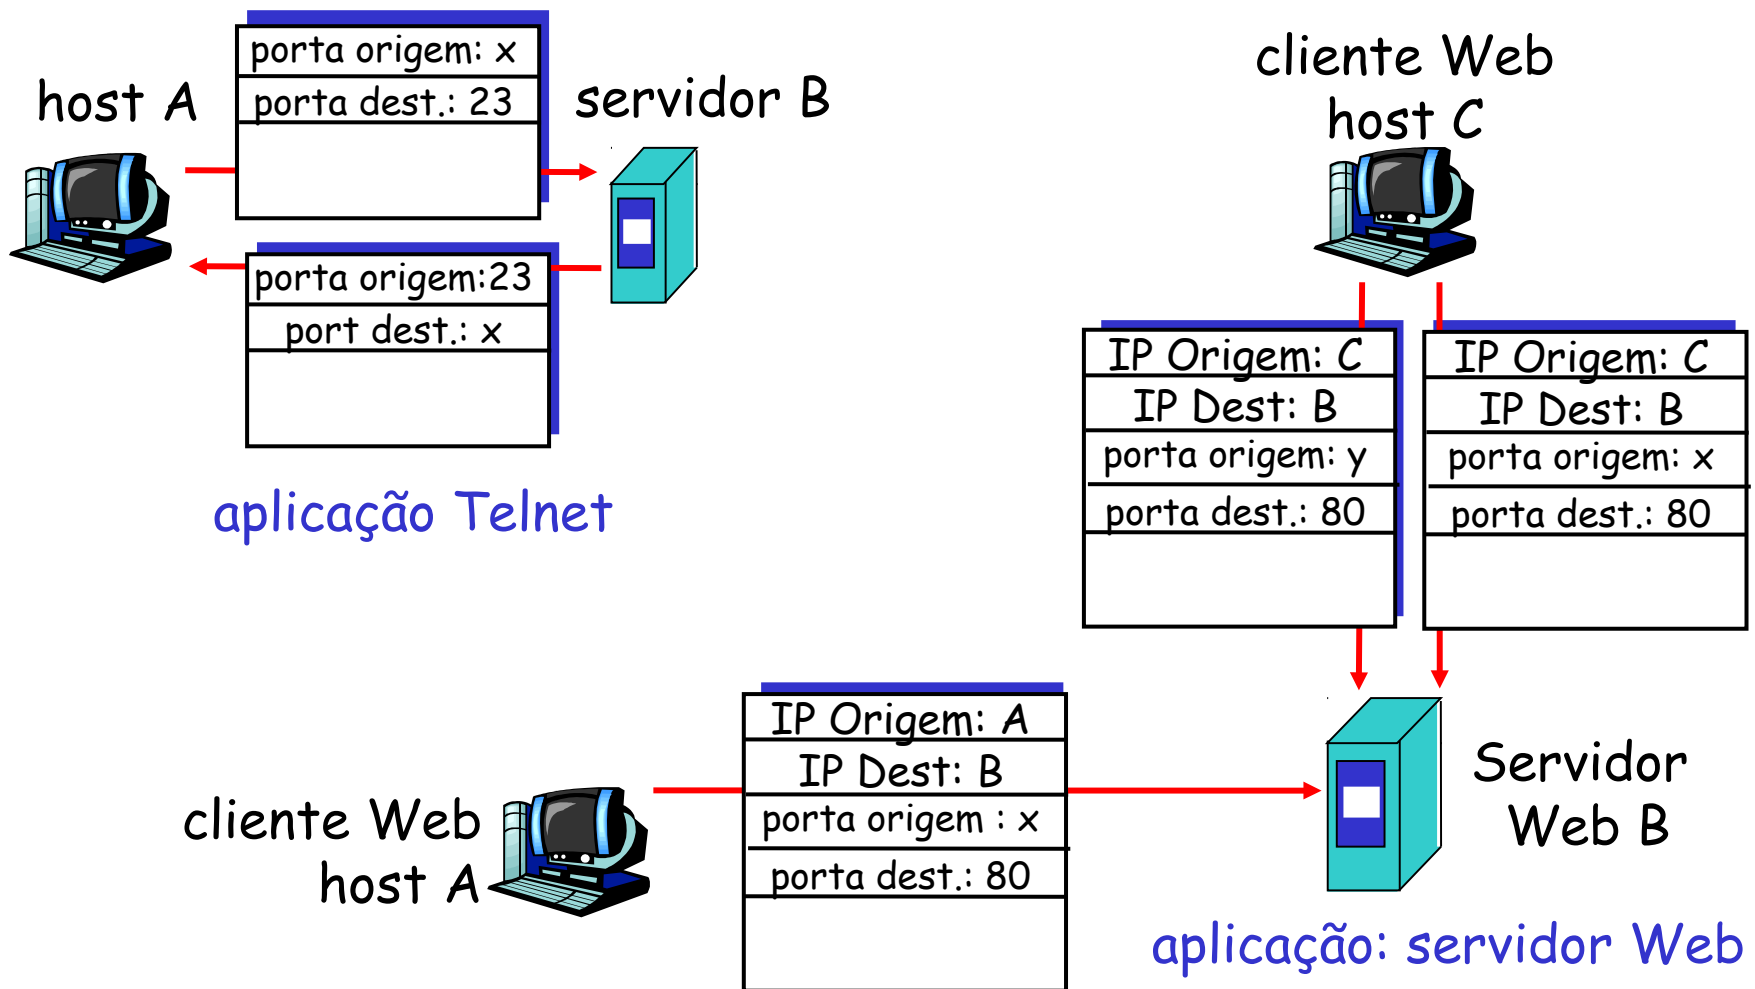 porta origem: x
porta dest.: 23
host A
servidor B
porta origem:23
port dest.: x
aplicação Telnet
cliente Web
host C
IP Origem: C
IP Dest: B
porta origem: y
porta dest.: 80
IP Origem: C
IP Dest: B
porta origem: x
porta dest.: 80
cliente Web
host A
IP Origem: A
IP Dest: B
porta origem : x
porta dest.: 80
Servidor
Web B
aplicação: servidor Web